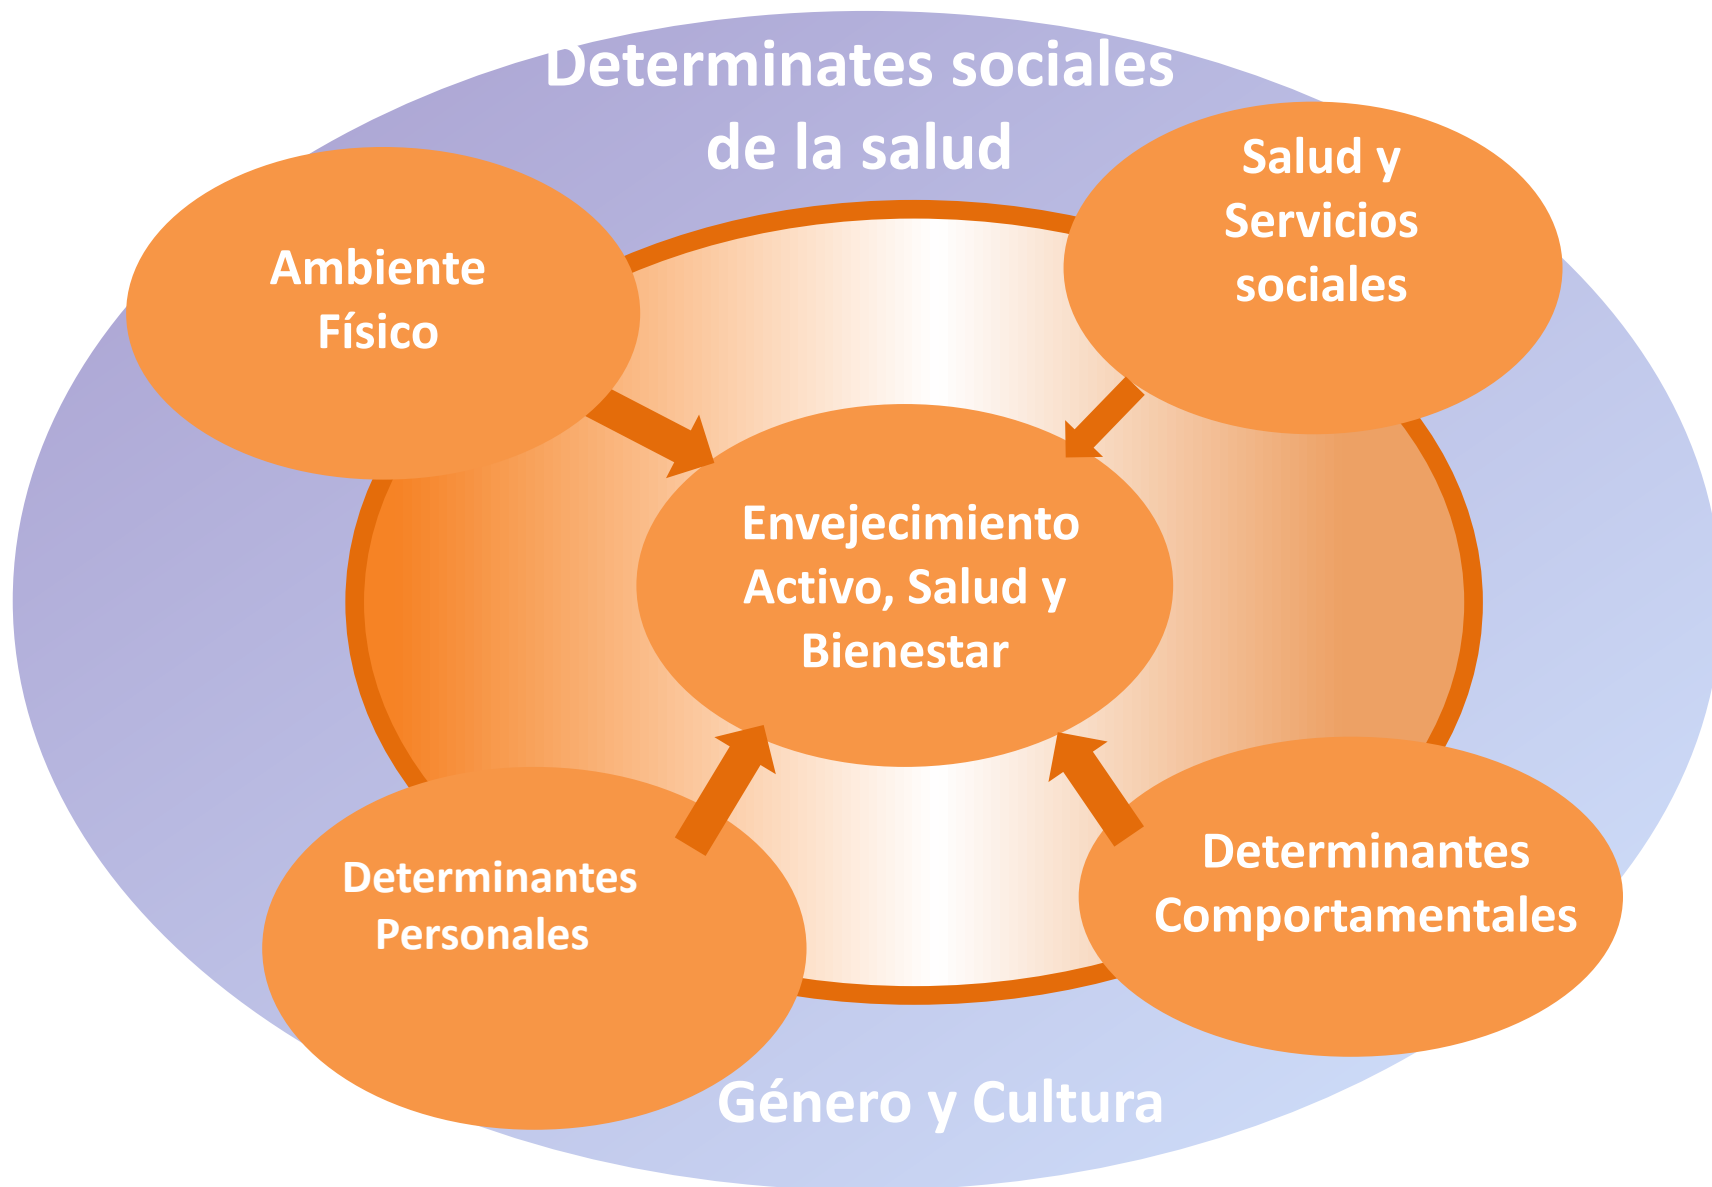 Determinates sociales
de la salud
Ambiente
Físico
Salud y
Servicios
sociales
Envejecimiento
Activo, Salud y
Bienestar
Determinantes
Personales
Determinantes
Comportamentales
Género y Cultura